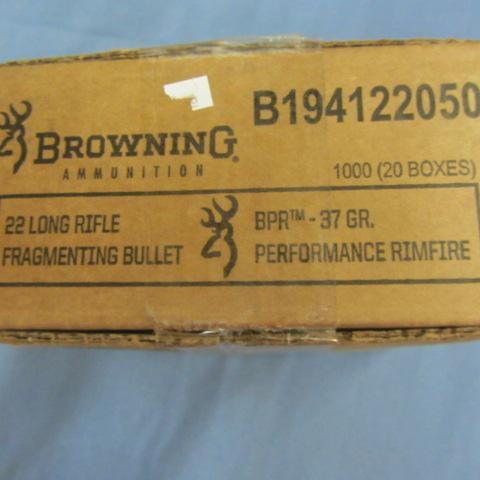 B194122050
BROWNING®
AMMUNITION
1000 (20 BOXES)
22 LONG RIFLE
FRAGMENTING BULLET
BPR™ - 37 GR.
PERFORMANCE RIMFIRE